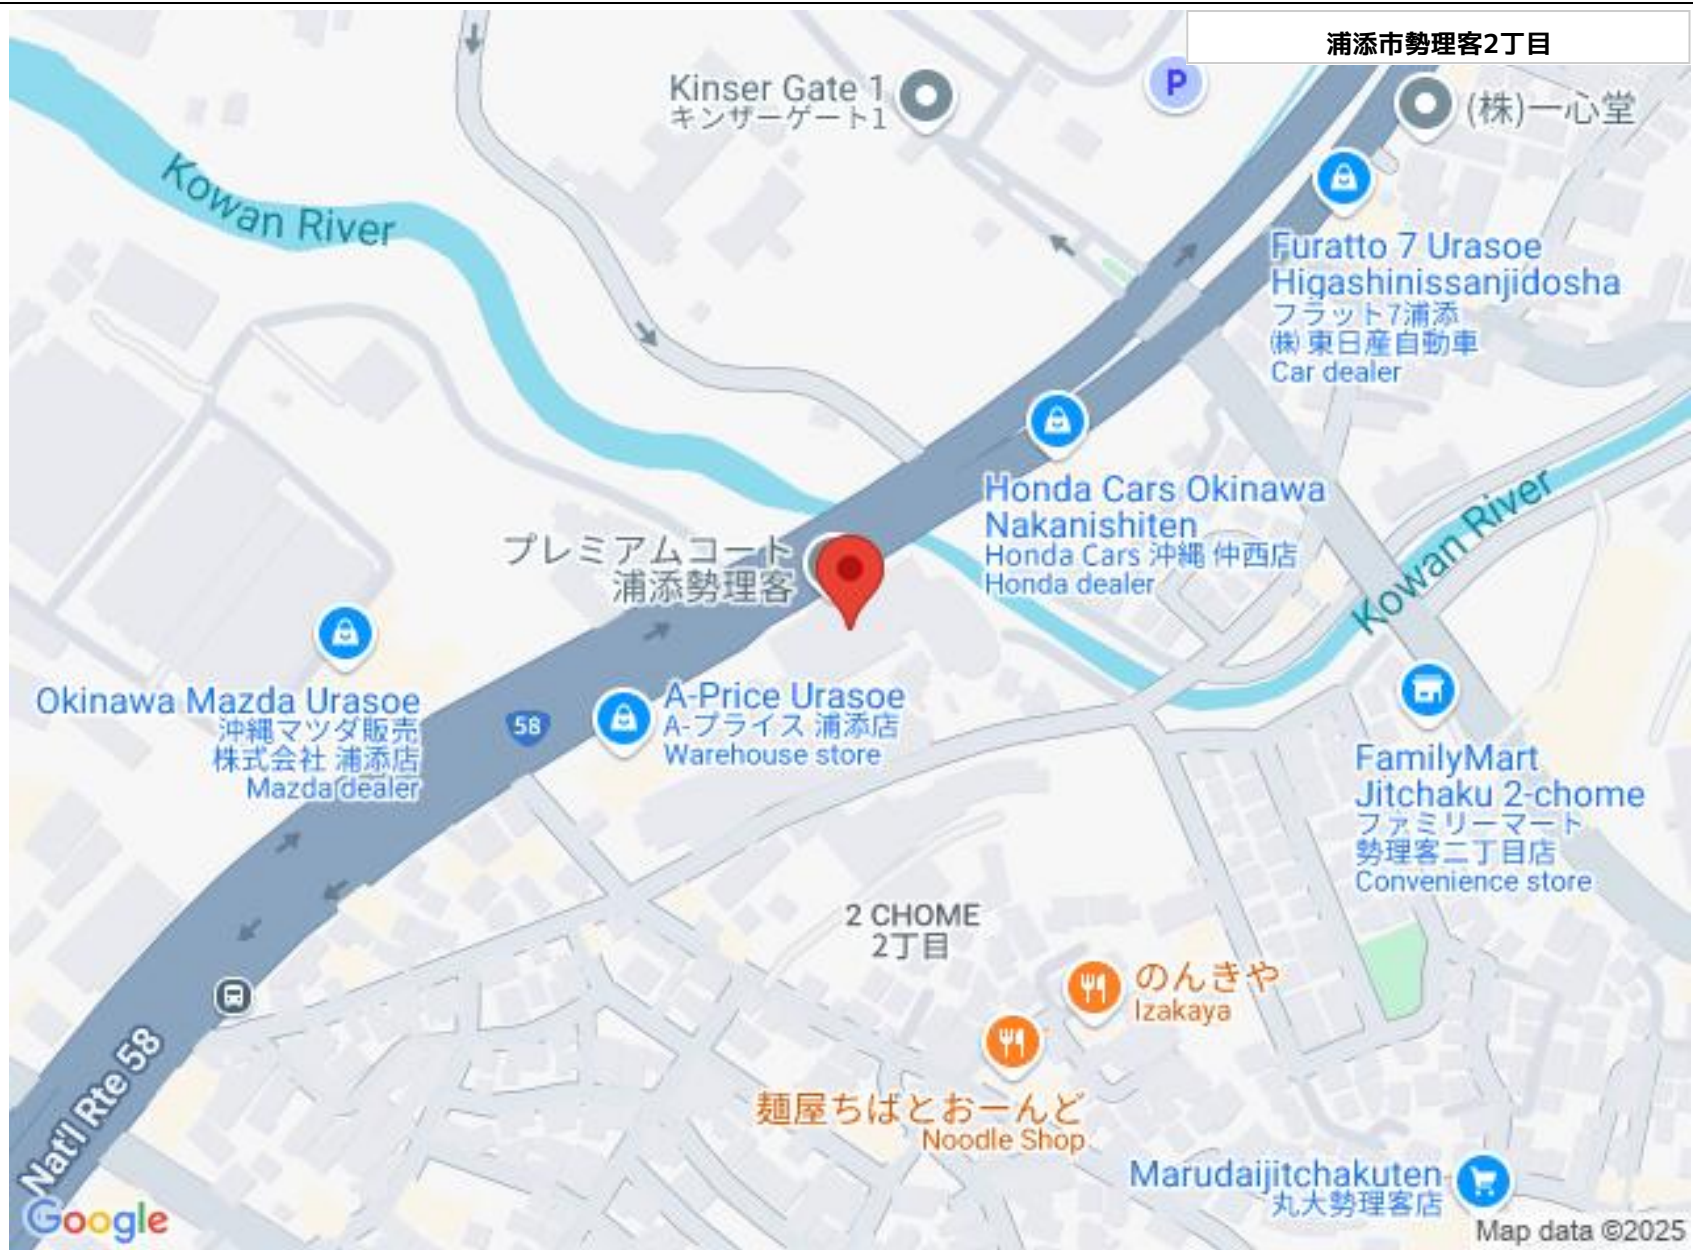 浦添市勢理客2丁目
Kinser Gate 1
キンザーゲート1
P
(株)一心堂
Kowan River
Furatto 7 Urasoe
Higashinissanjidosha
フラット7浦添
㈱ 東日産自動車
Car dealer
Honda Cars Okinawa
Nakanishiten
Honda Cars 沖縄 仲西店
Honda dealer
Kowan River
プレミアムコート
浦添勢理客
Okinawa Mazda Urasoe
沖縄マツダ販売
株式会社 浦添店
Mazda dealer
58
A-Price Urasoe
A-プライス 浦添店
Warehouse store
FamilyMart
Jitchaku 2-chome
ファミリーマート
勢理客二丁目店
Convenience store
2 CHOME
2丁目
のんきや
Izakaya
麺屋ちばとおーんど
Noodle Shop
Nat'l Rte 58
Marudaijitchakuten
丸大勢理客店
Google
Map data ©2025